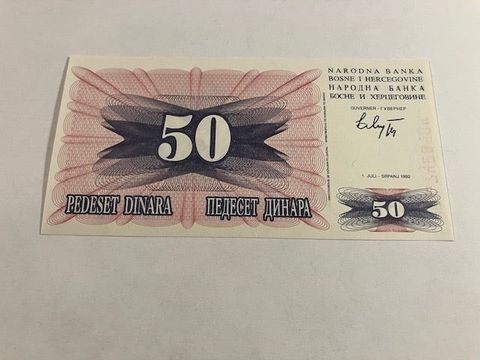 NARODNA BANKA
BOSNE I HERCEGOVINE
НАРОДНА БАНКА
БОСНЕ И ХЕРЦЕГОВИНЕ
GUVERNER - ГУВЕРНЕР
50
1. JULI - SRPANJ 1992
PEDESET DINARA ПЕДЕСЕТ ДИНАРА
50